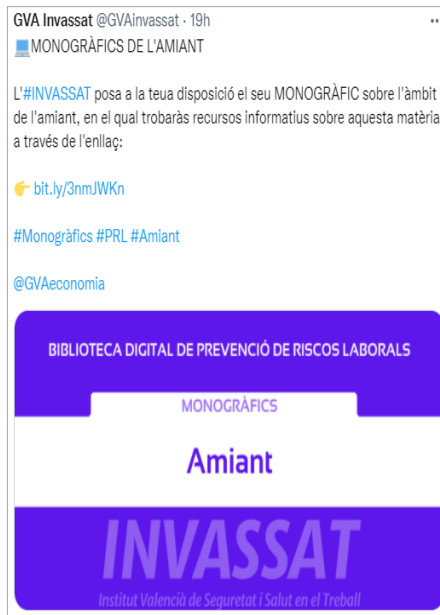 GVA Invassat @GVAinvassat · 19h
MONOGRÀFICS DE L'AMIANT
L'#INVASSAT posa a la teua disposició el seu MONOGRÀFIC sobre l'àmbit
de l'amiant, en el qual trobaràs recursos informatius sobre aquesta matèria
a través de l'enllaç:
bit.ly/3nmJWKn
#Monogràfics #PRL #Amiant
@GVAeconomia
BIBLIOTECA DIGITAL DE PREVENCIÓ DE RISCOS LABORALS
MONOGRÀFICS
Amiant
INVASSAT
Institut Valencià de Seguretat i Salut en el Treball